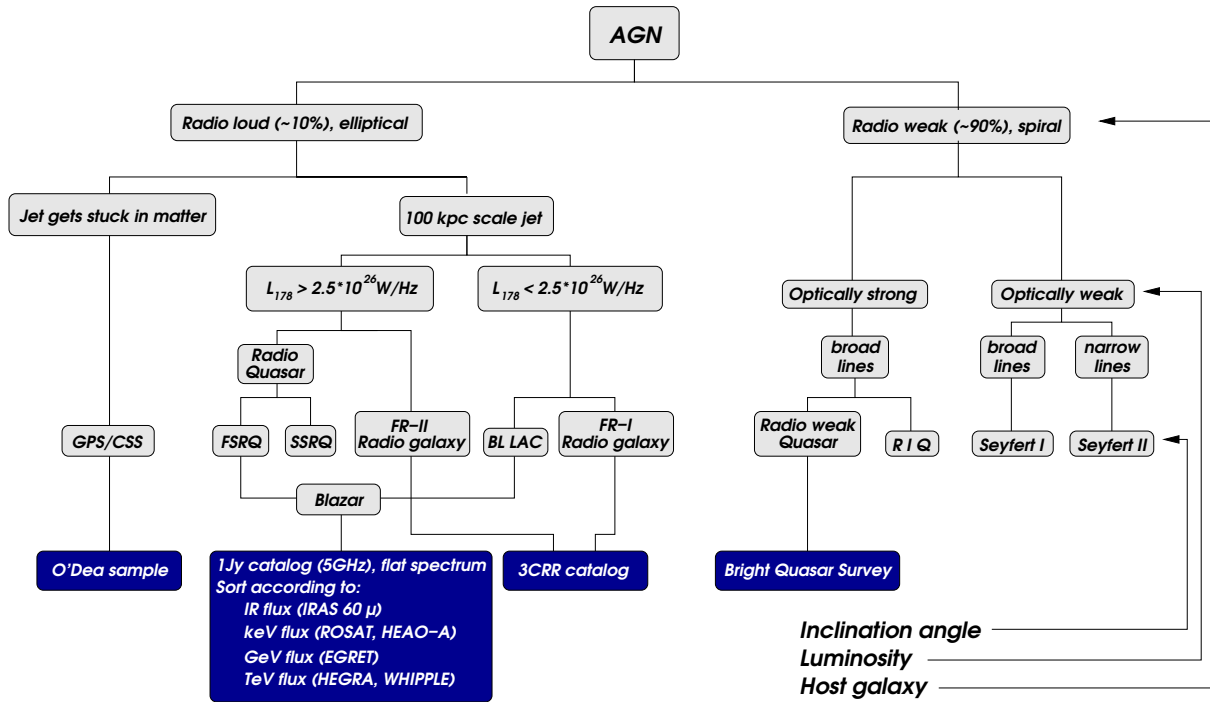 AGN
Radio loud (~10%), elliptical
Radio weak (~90%), spiral
Jet gets stuck in matter
100 kpc scale jet
L178 > 2.5*10^26 W/Hz
L178 < 2.5*10^26 W/Hz
Optically strong
Optically weak
Radio
Quasar
broad
lines
broad
lines
narrow
lines
GPS/CSS
FSRQ
SSRQ
FR−II
Radio galaxy
BL LAC
FR−I
Radio galaxy
Radio weak
Quasar
R I Q
Seyfert I
Seyfert II
Blazar
O'Dea sample
1Jy catalog (5GHz), flat spectrum
Sort according to:
IR flux (IRAS 60 μ)
keV flux (ROSAT, HEAO−A)
GeV flux (EGRET)
TeV flux (HEGRA, WHIPPLE)
3CRR catalog
Bright Quasar Survey
Inclination angle
Luminosity
Host galaxy